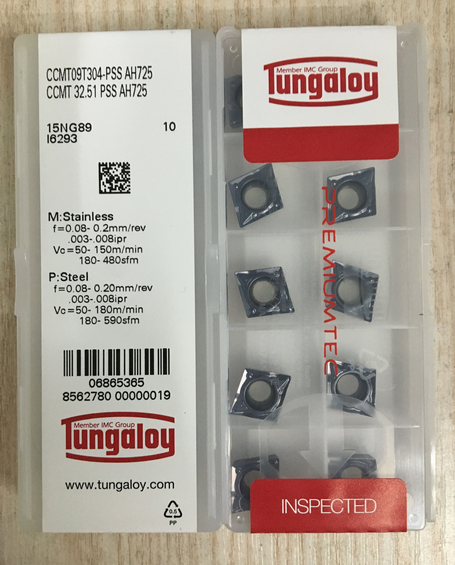 CCMT09T304-PSS AH725
CCMT 32.51 PSS AH725
15NG89 10
I6293
M:Stainless
f=0.08- 0.2mm/rev
.003-.008ipr
Vc=50- 150m/min
180- 480sfm
P:Steel
f=0.08- 0.20mm/rev
.003-.008ipr
Vc=50- 180m/min
180- 590sfm
06865365
8562780 00000019
Member IMC Group
Tungaloy
www.tungaloy.com
0.5
PP
Member IMC Group
Tungaloy
PREMIUMTEC
INSPECTED